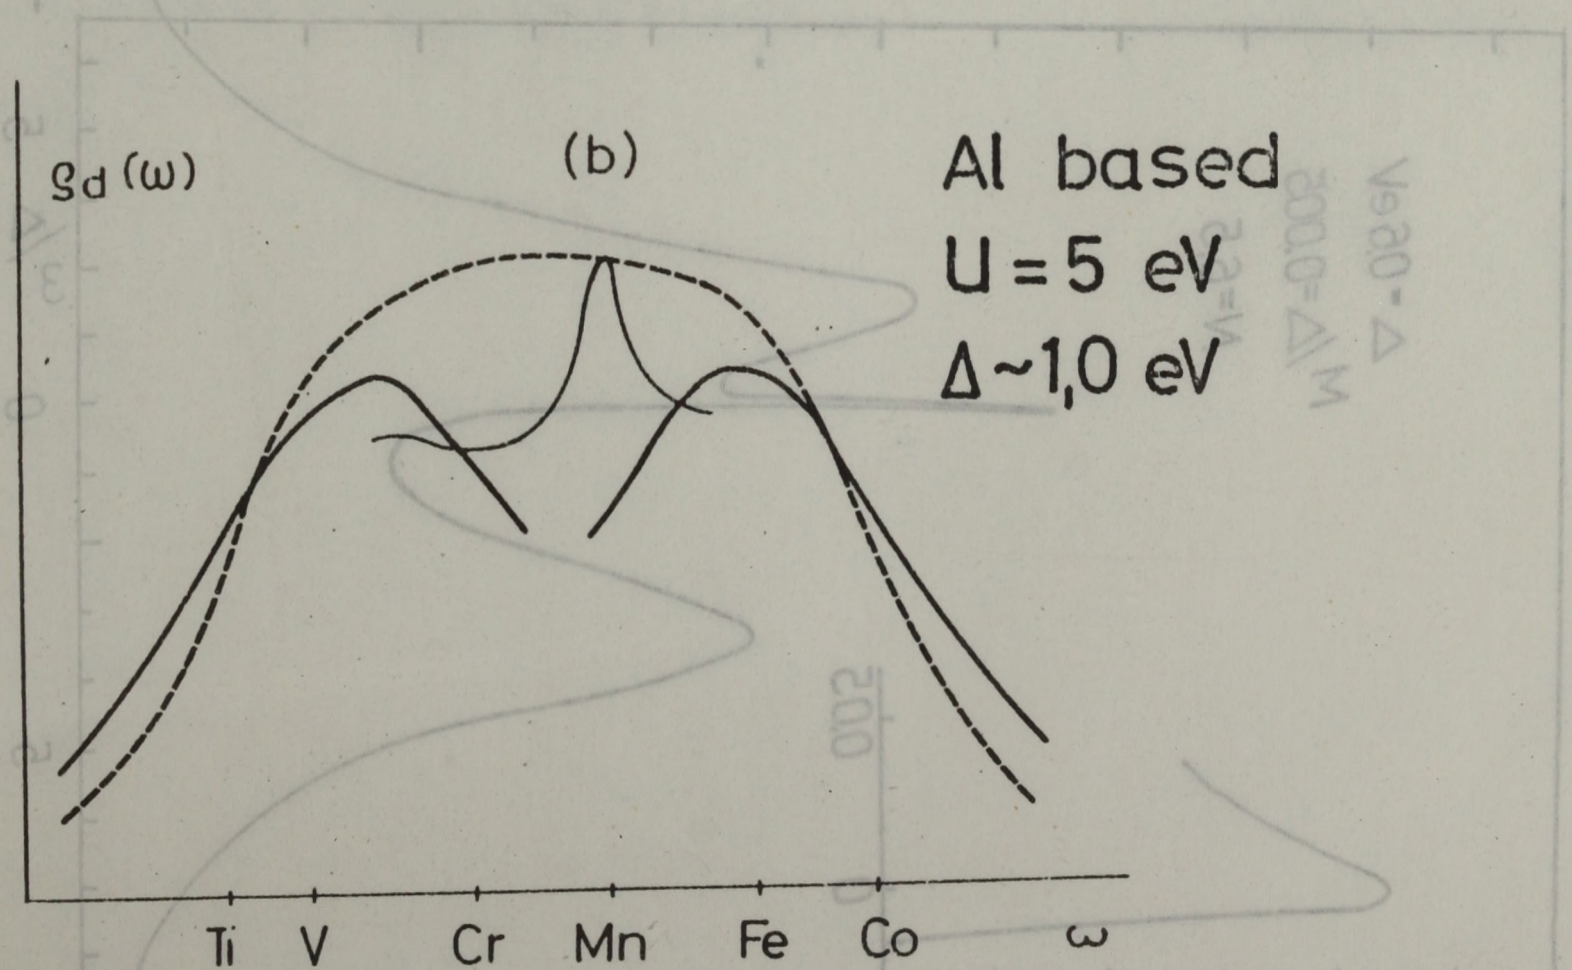 ρd (ω)
(b)
Al based
U = 5 eV
Δ ~ 1,0 eV
Ti V Cr Mn Fe Co ω